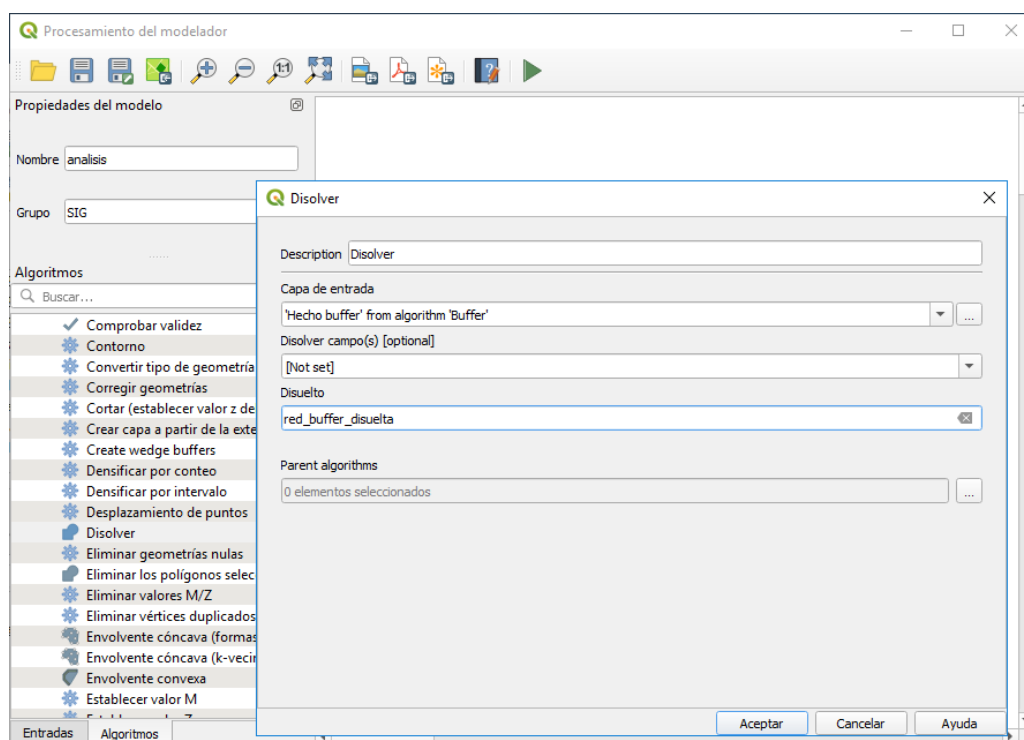 Procesamiento del modelador
1:1
Propiedades del modelo
Nombre analisis
Grupo SIG
Algoritmos
Buscar...
Comprobar validez
Contorno
Convertir tipo de geometría
Corregir geometrías
Cortar (establecer valor z de
Crear capa a partir de la exte
Create wedge buffers
Densificar por conteo
Densificar por intervalo
Desplazamiento de puntos
Disolver
Eliminar geometrías nulas
Eliminar los polígonos selec
Eliminar valores M/Z
Eliminar vértices duplicados
Envolvente cóncava (formas
Envolvente cóncava (k-vecin
Envolvente convexa
Establecer valor M
Entradas
Algoritmos
Disolver
Description Disolver
Capa de entrada
'Hecho buffer' from algorithm 'Buffer'
...
Disolver campo(s) [optional]
[Not set]
Disuelto
red_buffer_disuelta
Parent algorithms
0 elementos seleccionados
...
Aceptar
Cancelar
Ayuda